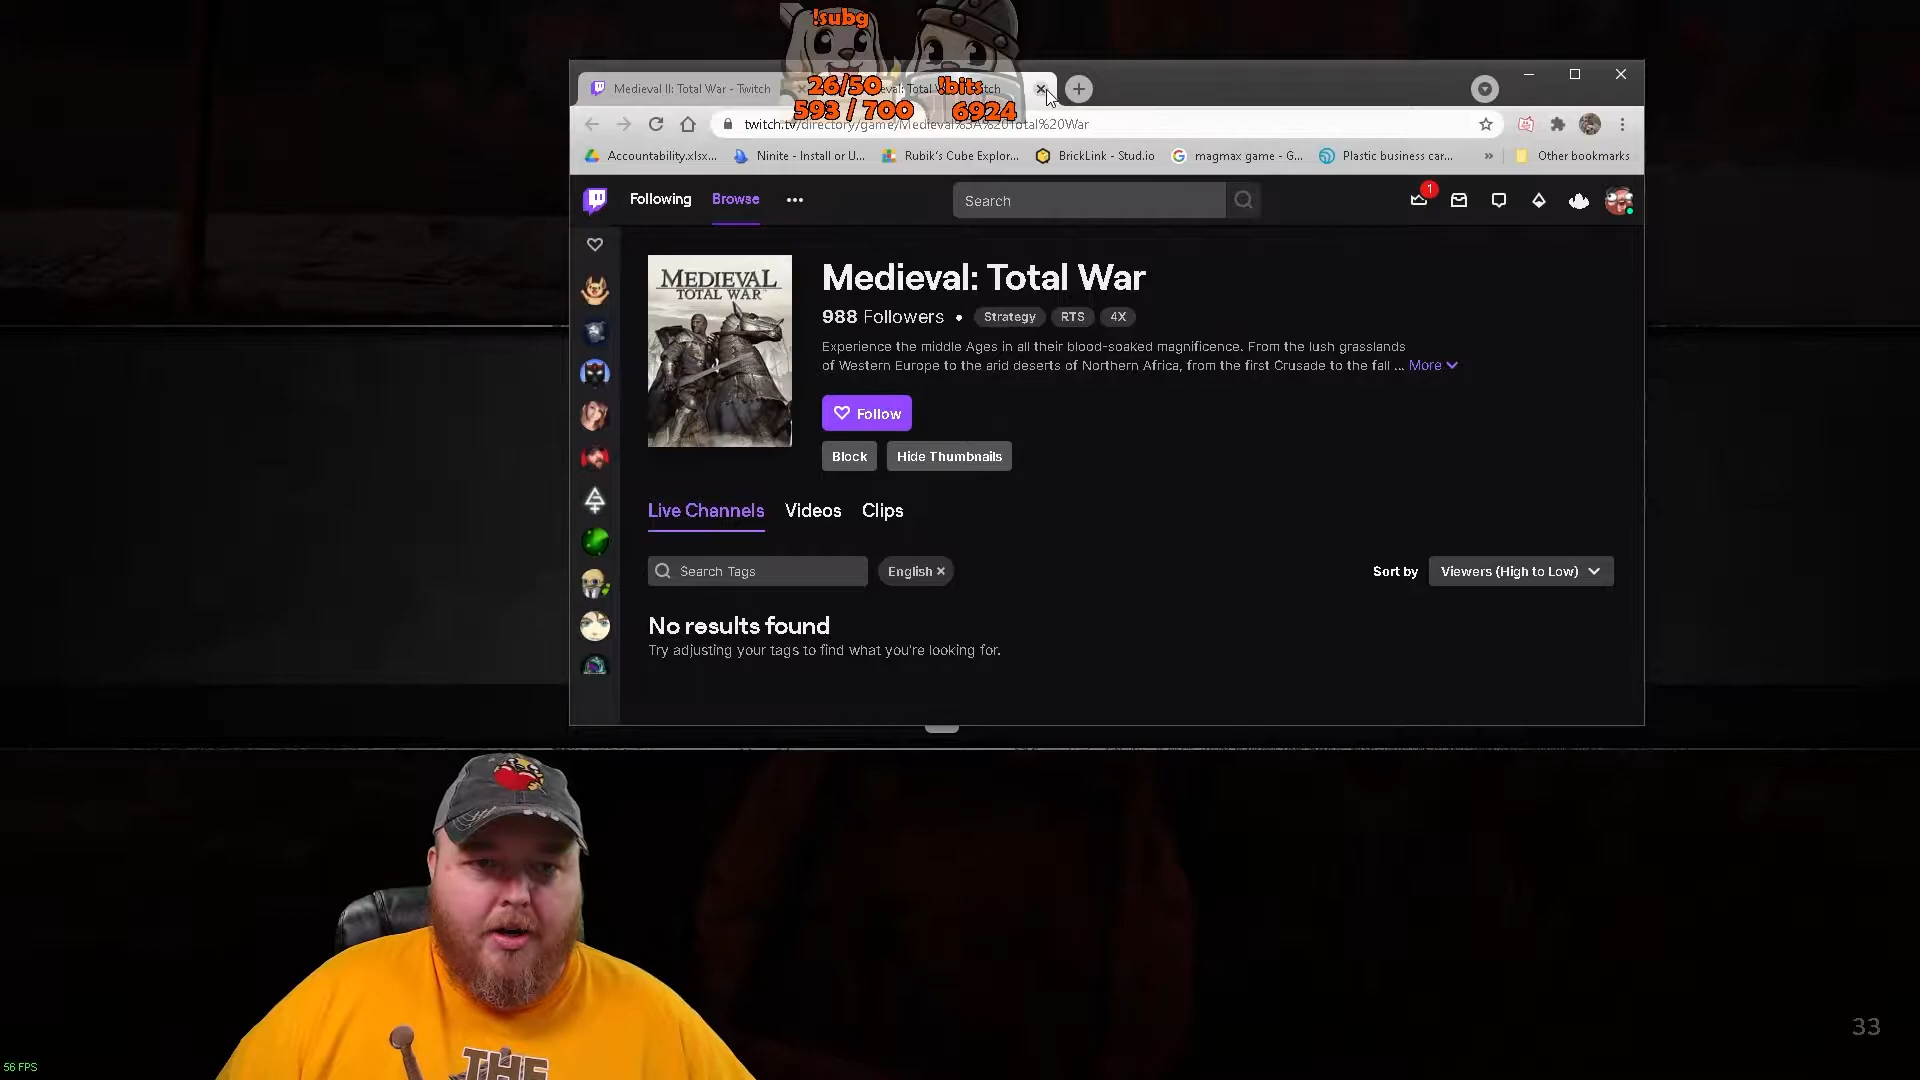 !subg
26/50
593 / 700
!bits
6924
Medieval II: Total War - Twitch
twitch.tv/directory/game/Medieval%3A%20Total%20War
Accountability.xlsx...
Ninite - Install or U...
Rubik's Cube Explor...
BrickLink - Stud.io
magmax game - G...
Plastic business car...
»
Other bookmarks
Following
Browse
Search
1
MEDIEVAL
TOTAL WAR
Medieval: Total War
988 Followers • Strategy RTS 4X
Experience the middle Ages in all their blood-soaked magnificence. From the lush grasslands
of Western Europe to the arid deserts of Northern Africa, from the first Crusade to the fall ... More
Follow
Block
Hide Thumbnails
Live Channels
Videos
Clips
Search Tags
English
Sort by
Viewers (High to Low)
No results found
Try adjusting your tags to find what you're looking for.
THE
33
56 FPS